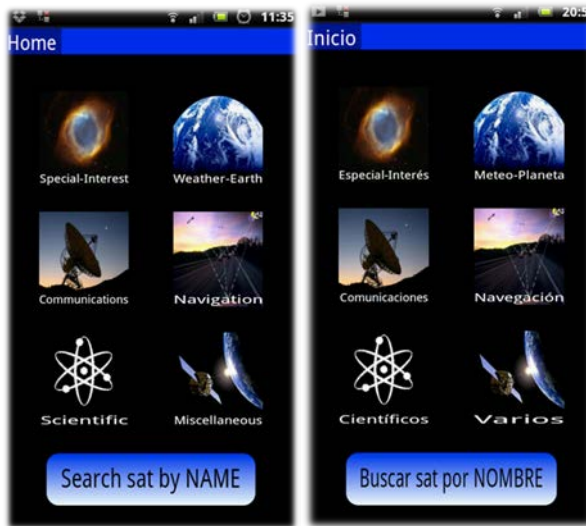 11:35
Home
Special-Interest
Weather-Earth
Communications
Navigation
Scientific
Miscellaneous
Search sat by NAME
20:5
Inicio
Especial-Interés
Meteo-Planeta
Comunicaciones
Navegación
Científicos
Varios
Buscar sat por NOMBRE